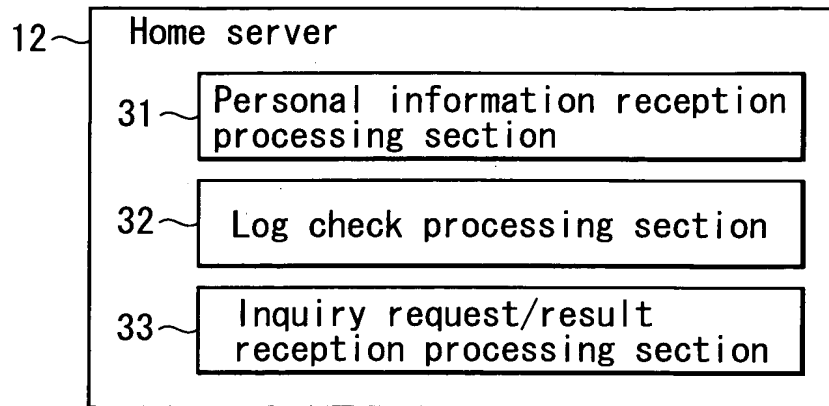 12 Home server
31 Personal information reception
processing section
32 Log check processing section
33 Inquiry request/result
reception processing section